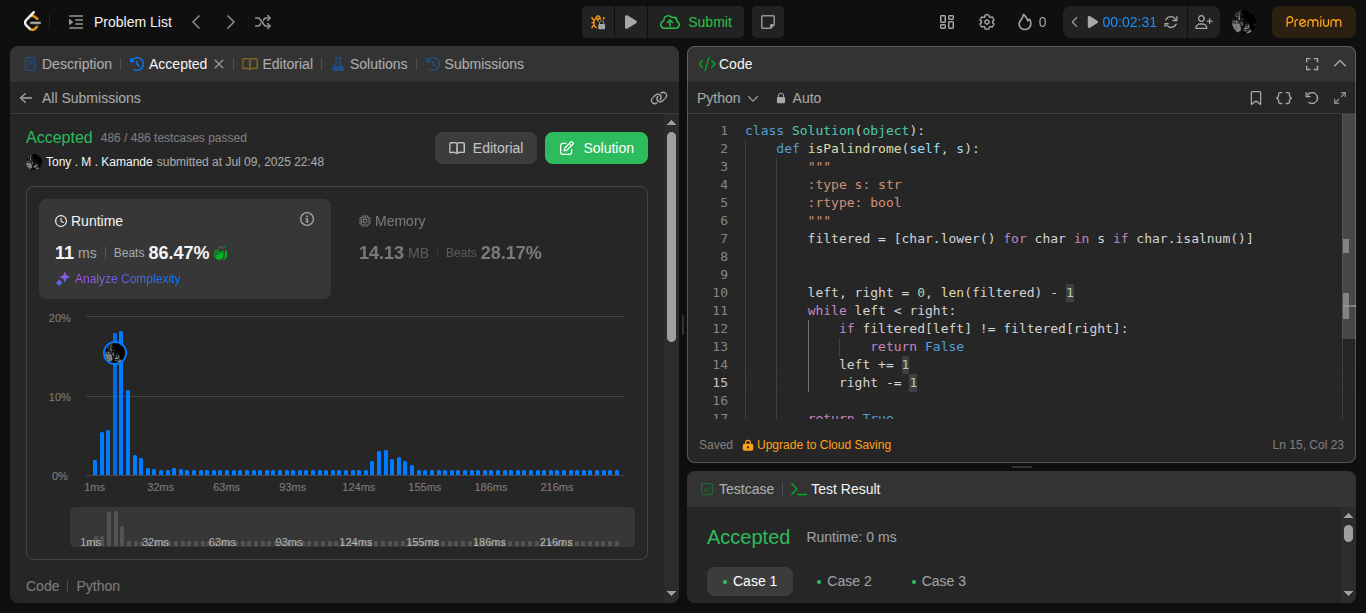 Problem List
Submit
0
00:02:31
Premium
Description
Accepted
Editorial
Solutions
Submissions
All Submissions
Accepted 486 / 486 testcases passed
Tony . M . Kamande submitted at Jul 09, 2025 22:48
Editorial
Solution
Runtime
11 ms Beats 86.47%
Analyze Complexity
Memory
14.13 MB Beats 28.17%
20%
10%
0%
1ms 32ms 63ms 93ms 124ms 155ms 186ms 216ms
1ms 32ms 63ms 93ms 124ms 155ms 186ms 216ms
Code Python
</> Code
Python Auto
1 class Solution(object):
2     def isPalindrome(self, s):
3         """
4         :type s: str
5         :rtype: bool
6         """
7         filtered = [char.lower() for char in s if char.isalnum()]
8
9
10         left, right = 0, len(filtered) - 1
11         while left < right:
12             if filtered[left] != filtered[right]:
13                 return False
14             left += 1
15             right -= 1
16
17         return True
Saved Upgrade to Cloud Saving
Ln 15, Col 23
Testcase
>_ Test Result
Accepted Runtime: 0 ms
Case 1 Case 2 Case 3